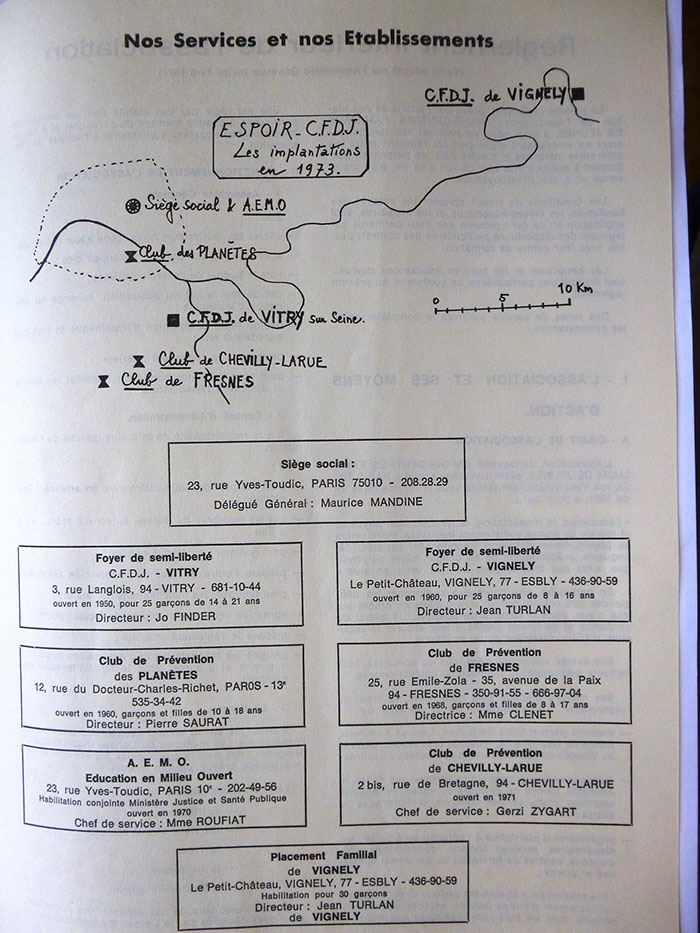 Nos Services et nos Etablissements
C.F.D.J. de VIGNELY
ESPOIR_C.F.D.J.
Les implantations
en 1973.
Siège social & A.E.M.O
Club des PLANÈTES
0 5 10 Km
C.F.D.J. de VITRY sur Seine.
Club de CHEVILLY-LARUE
Club de FRESNES
Siège social :
23, rue Yves-Toudic, PARIS 75010 - 208.28.29
Délégué Général : Maurice MANDINE
Foyer de semi-liberté
C.F.D.J. - VITRY
3, rue Langlois, 94 - VITRY - 681-10-44
ouvert en 1950, pour 25 garçons de 14 à 21 ans
Directeur : Jo FINDER
Foyer de semi-liberté
C.F.D.J. - VIGNELY
Le Petit-Château, VIGNELY, 77 - ESBLY - 436-90-59
ouvert en 1960, pour 25 garçons de 8 à 16 ans
Directeur : Jean TURLAN
Club de Prévention
des PLANÈTES
12, rue du Docteur-Charles-Richet, PAR0S - 13e
535-34-42
ouvert en 1960, garçons et filles de 10 à 18 ans
Directeur : Pierre SAURAT
Club de Prévention
de FRESNES
25, rue Emile-Zola - 35, avenue de la Paix
94 - FRESNES - 350-91-55 - 666-97-04
ouvert en 1968, garçons et filles de 8 à 17 ans
Directrice : Mme CLENET
A. E. M. O.
Education en Milieu Ouvert
23, rue Yves-Toudic, PARIS 10e - 202-49-56
Habilitation conjointe Ministère Justice et Santé Publique
ouvert en 1970
Chef de service : Mme ROUFIAT
Club de Prévention
de CHEVILLY-LARUE
2 bis, rue de Bretagne, 94 - CHEVILLY-LARUE
ouvert en 1971
Chef de service : Gerzi ZYGART
Placement Familial
de VIGNELY
Le Petit-Château, VIGNELY, 77 - ESBLY - 436-90-59
Habilitation pour 30 garçons
Directeur : Jean TURLAN
de VIGNELY